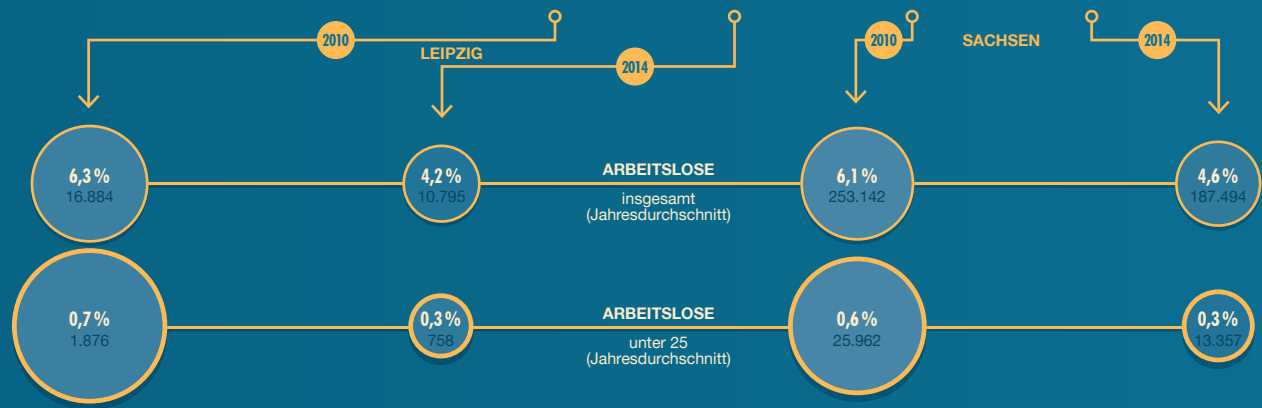 2010
LEIPZIG
2014
2010
SACHSEN
2014
6,3 %
16.884
4,2 %
10.795
ARBEITSLOSE
insgesamt
(Jahresdurchschnitt)
6,1 %
253.142
4,6 %
187.494
0,7 %
1.876
0,3 %
758
ARBEITSLOSE
unter 25
(Jahresdurchschnitt)
0,6 %
25.962
0,3 %
13.357